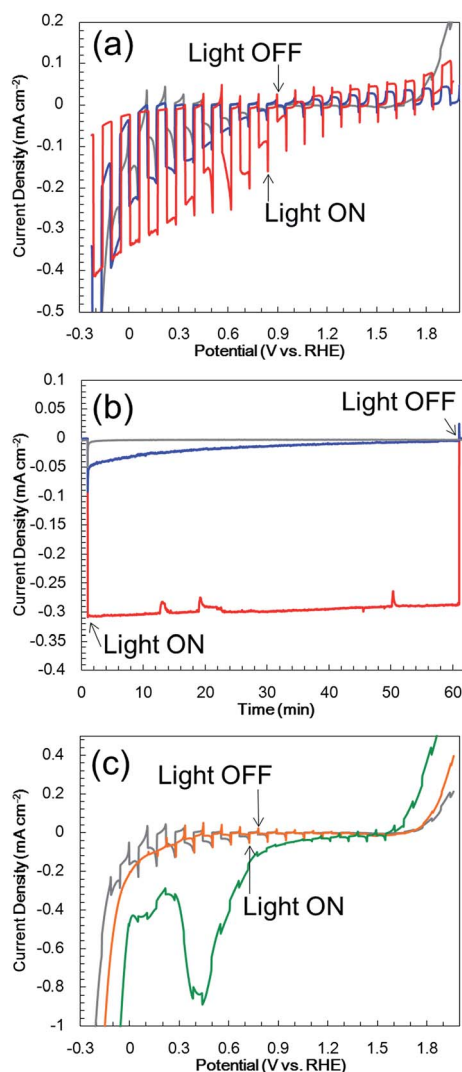 (a)
Light OFF
Light ON
Current Density (mA cm⁻²)
0.2
0.1
0
-0.1
-0.2
-0.3
-0.4
-0.5
-0.3 0 0.3 0.6 0.9 1.2 1.5 1.8
Potential (V vs. RHE)
(b)
Light OFF
Light ON
Current Density (mA cm⁻²)
0.1
0.05
0
-0.05
-0.1
-0.15
-0.2
-0.25
-0.3
-0.35
-0.4
0 10 20 30 40 50 60
Time (min)
(c)
Light OFF
Light ON
Current Density (mA cm⁻²)
0.4
0.2
0
-0.2
-0.4
-0.6
-0.8
-1
-0.3 0 0.3 0.6 0.9 1.2 1.5 1.8
Potential (V vs. RHE)